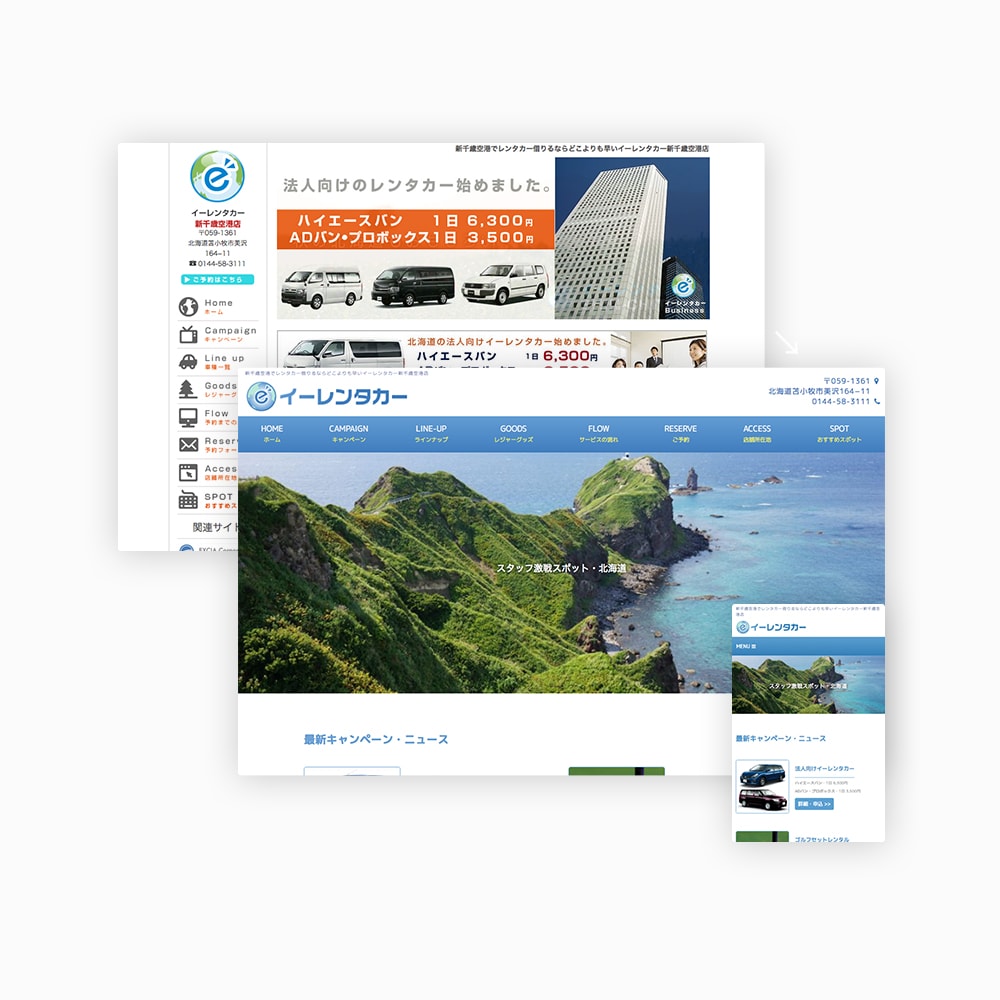 新千歳空港でレンタカー借りるならどこよりも早いイーレンタカー新千歳空港店
イーレンタカー
新千歳空港店
〒059-1361
北海道苫小牧市美沢
164−11
☎0144-58-3111
▶ご予約はこちら
Home
ホーム
Campaign
キャンペーン
Line up
車種一覧
Goods
レジャーグ
Flow
予約までの
Reserv
予約フォー
Acces
店舗所在地
SPOT
おすすめス
関連サイト
EXCIA Corpor
法人向けのレンタカー始めました。
ハイエースバン 1日 6,300円
ADバン•プロボックス1日 3,500円
e
イーレンタカー
Business
北海道の法人向けイーレンタカー始めました。
ハイエースバン 1日 6,300円
新千歳空港でレンタカー借りるならどこよりも早いイーレンタカー新千歳空港店
イーレンタカー
〒059-1361
北海道苫小牧市美沢164−11
0144-58-3111
HOME CAMPAIGN LINE-UP GOODS FLOW RESERVE ACCESS SPOT
ホーム キャンペーン ラインナップ レジャーグッズ サービスの流れ ご予約 店舗所在地 おすすめスポット
スタッフ激戦スポット・北海道
最新キャンペーン・ニュース
新千歳空港でレンタカー借りるならどこよりも早いイーレンタカー新千歳空
港店
イーレンタカー
MENU
スタッフ激戦スポット・北海道
最新キャンペーン・ニュース
法人向けイーレンタカー
ハイエースバン・1日 6,300円
ADバン・プロボックス・1日 3,500円
詳細・申込 >>
ゴルフセットレンタル